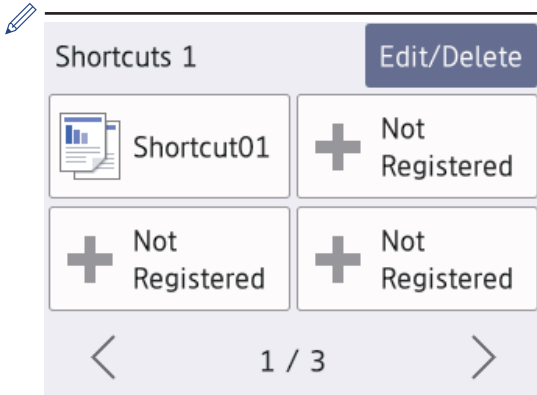 Shortcuts 1
Edit/Delete
Shortcut01
Not
Registered
Not
Registered
Not
Registered
1 / 3